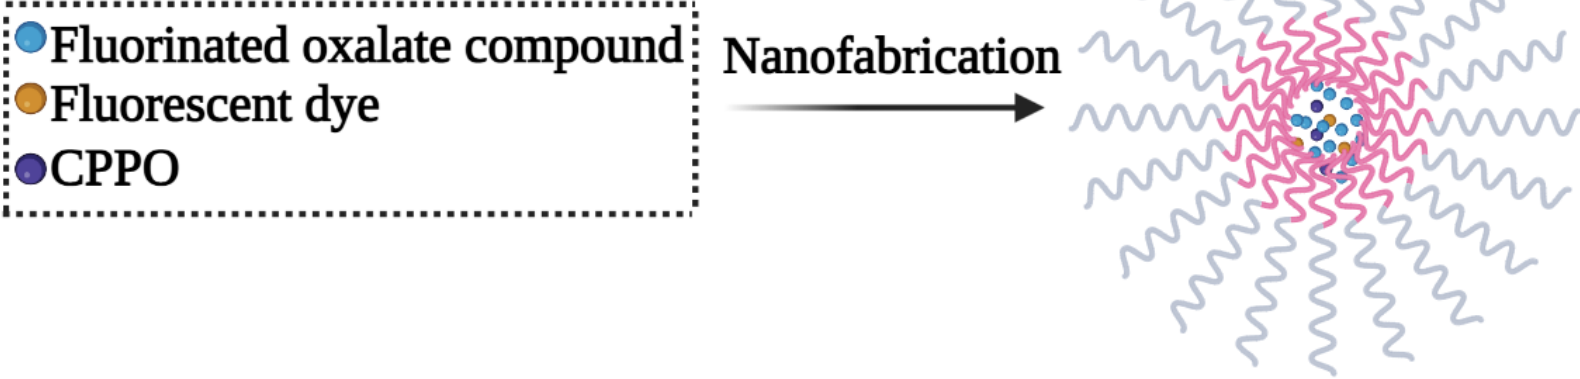 Fluorinated oxalate compound
Fluorescent dye
CPPO
Nanofabrication